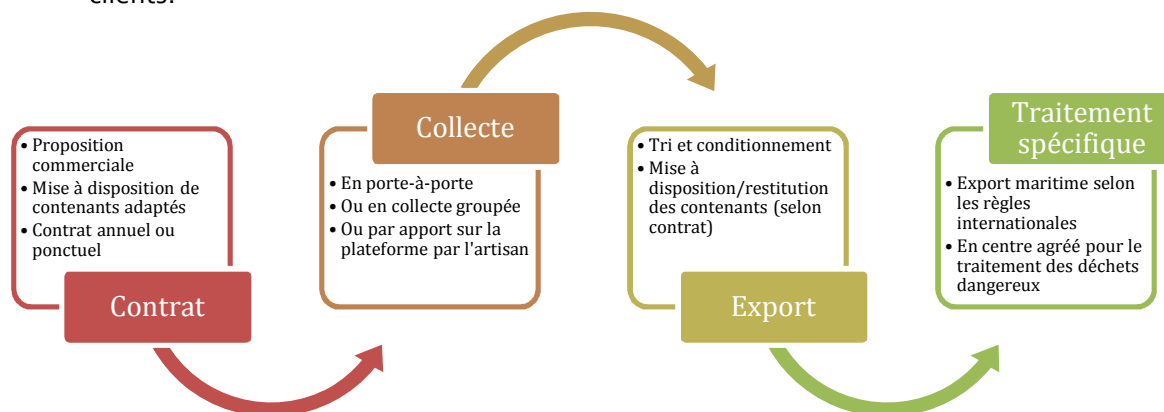 clients.
• Proposition
commerciale
• Mise à disposition de
contenants adaptés
• Contrat annuel ou
ponctuel
Contrat
Collecte
• En porte-à-porte
• Ou en collecte groupée
• Ou par apport sur la
plateforme par l'artisan
• Tri et conditionnement
• Mise à
disposition/restitution
des contenants (selon
contrat)
Export
Traitement
spécifique
• Export maritime selon
les règles
internationales
• En centre agréé pour le
traitement des déchets
dangereux